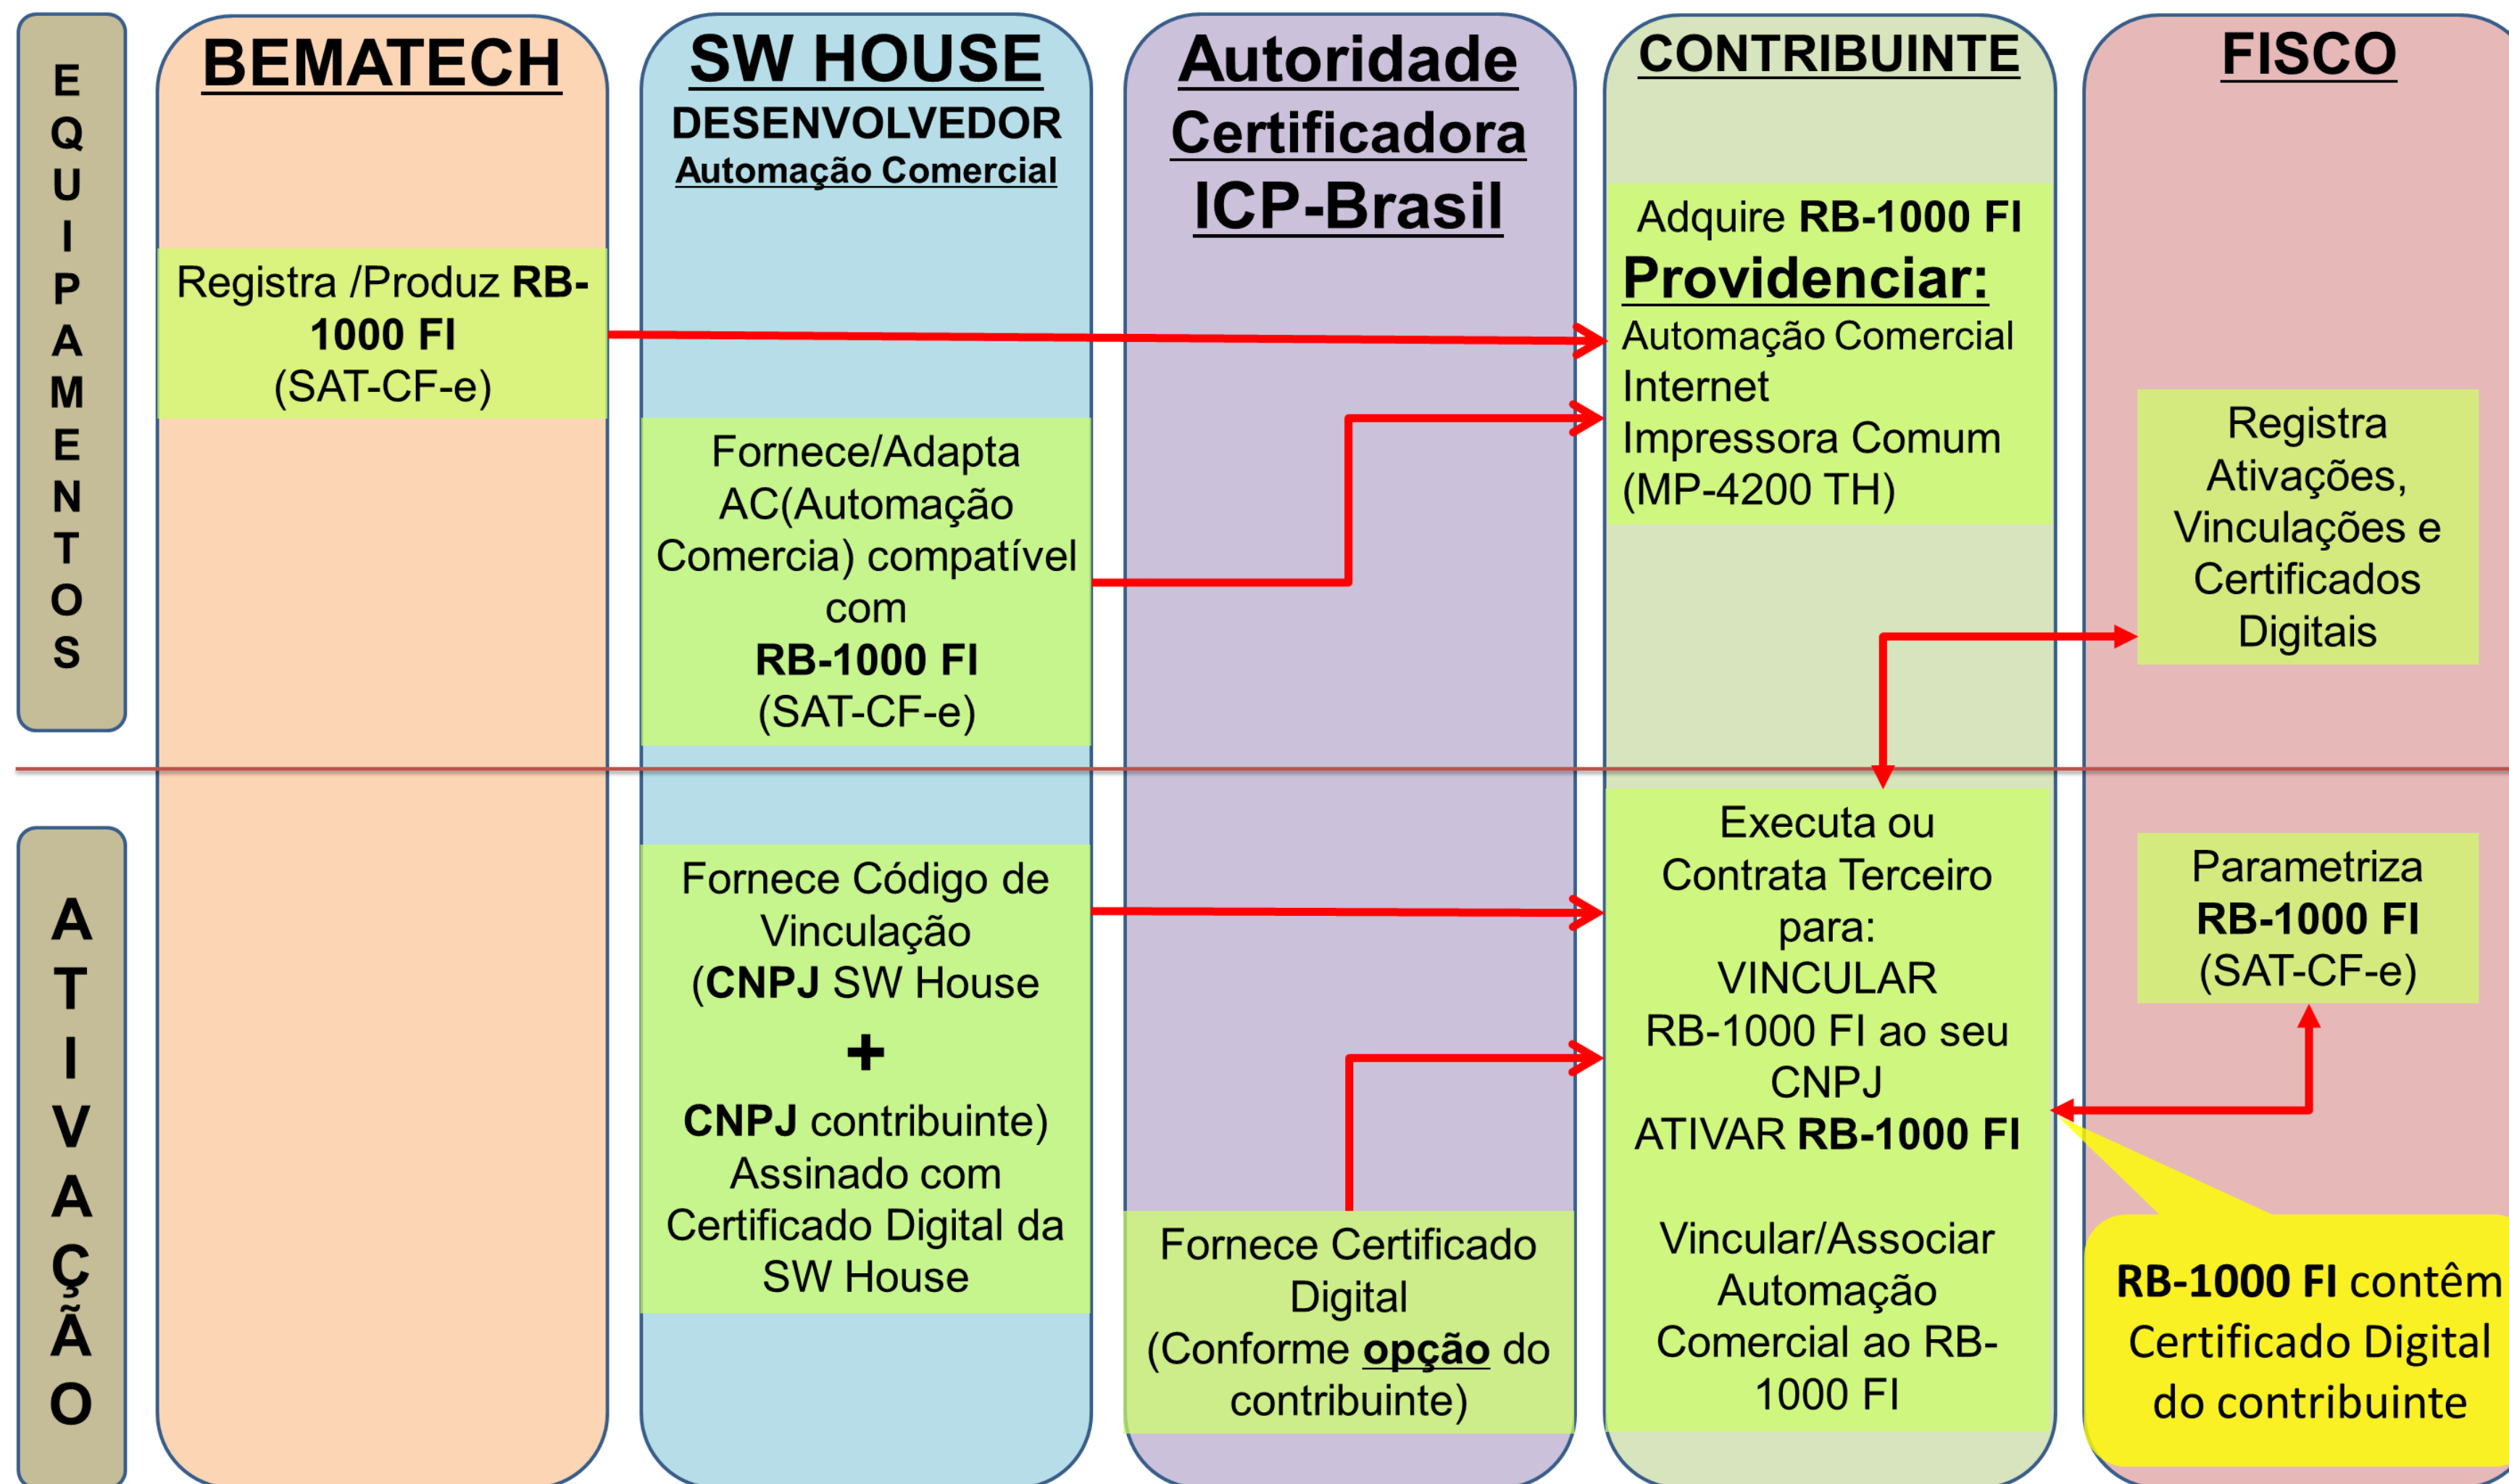 EQUIPAMENTOS
BEMATECH
Registra /Produz RB-
1000 FI
(SAT-CF-e)
SW HOUSE
DESENVOLVEDOR
Automação Comercial
Fornece/Adapta
AC(Automação
Comercia) compatível
com
RB-1000 FI
(SAT-CF-e)
Autoridade
Certificadora
ICP-Brasil
CONTRIBUINTE
Adquire RB-1000 FI
Providenciar:
Automação Comercial
Internet
Impressora Comum
(MP-4200 TH)
FISCO
Registra
Ativações,
Vinculações e
Certificados
Digitais
ATIVAÇÃO
Fornece Código de
Vinculação
(CNPJ SW House
+
CNPJ contribuinte)
Assinado com
Certificado Digital da
SW House
Fornece Certificado
Digital
(Conforme opção do
contribuinte)
Executa ou
Contrata Terceiro
para:
VINCULAR
RB-1000 FI ao seu
CNPJ
ATIVAR RB-1000 FI
Vincular/Associar
Automação
Comercial ao RB-
1000 FI
Parametriza
RB-1000 FI
(SAT-CF-e)
RB-1000 FI contêm
Certificado Digital
do contribuinte